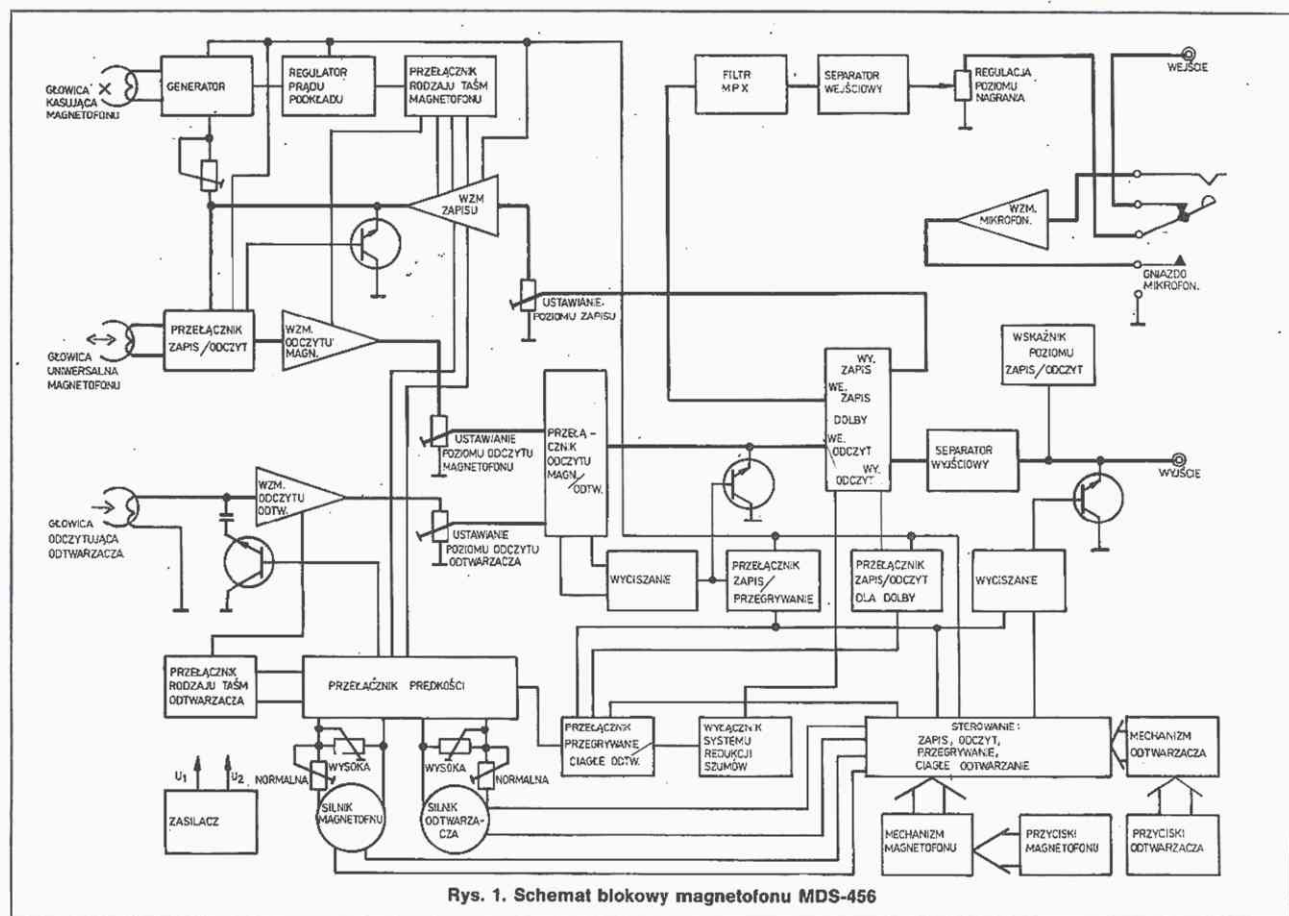 GŁOWICA
KASUJĄCA
MAGNETOFONU
GENERATOR
REGULATOR
PRĄDU
PODKŁADU
PRZEŁĄCZNIK
RODZAJU TAŚM
MAGNETOFONU
FILTR
MPX
SEPARATOR
WEJŚCIOWY
REGULACJA
POZIOMU
NAGRANIA
WEJŚCIE
WZM
ZAPISU
WZM.
MIKROFON.
GNIAZDO
MIKROFON.
USTAWIANIE
POZIOMU ZAPISU
GŁOWICA
UNIWERSALNA
MAGNETOFONU
PRZEŁĄCZNIK
ZAPIS/ODCZYT
WZM.
ODCZYTU
MAGN.
WSKAŹNIK
POZIOMU
ZAPIS/ODCZYT
WY.
ZAPIS
WE.
ZAPIS
DOLBY
WE.
ODCZYT
WY.
ODCZYT
USTAWIANIE
POZIOMU ODCZYTU
MAGNETOFONU
PRZEŁĄ-
CZNIK
ODCZYTU
MAGN.
/ODTW.
SEPARATOR
WYJŚCIOWY
WYJŚCIE
GŁOWICA
ODCZYTUJĄCA
ODTWARZACZA
WZM.
ODCZYTU
ODTW.
USTAWIANIE
POZIOMU ODCZYTU
ODTWARZACZA
WYCISZANIE
PRZEŁĄCZNIK
ZAPIS/
PRZEGRYWANIE
PRZEŁĄCZNIK
ZAPIS/ODCZYT
DLA DOLBY
WYCISZANIE
PRZEŁĄCZNIK
RODZAJU TAŚM
ODTWARZACZA
PRZEŁĄCZNIK PRĘDKOŚCI
PRZEŁĄCZNIK
PRZEGRYWANIE
CIĄGŁE ODTW.
WYŁĄCZNIK
SYSTEMU
REDUKCJI
SZUMÓW
STEROWANIE:
ZAPIS, ODCZYT,
PRZEGRYWANIE,
CIĄGŁE ODTWARZANIE
MECHANIZM
ODTWARZACZA
WYSOKA
NORMALNA
WYSOKA
NORMALNA
U1 U2
ZASILACZ
SILNIK
MAGNETOFNU
SILNIK
ODTWARZA-
CZA
MECHANIZM
MAGNETOFONU
PRZYCISKI
MAGNETOFONU
PRZYCISKI
ODTWARZACZA
Rys. 1. Schemat blokowy magnetofonu MDS-456